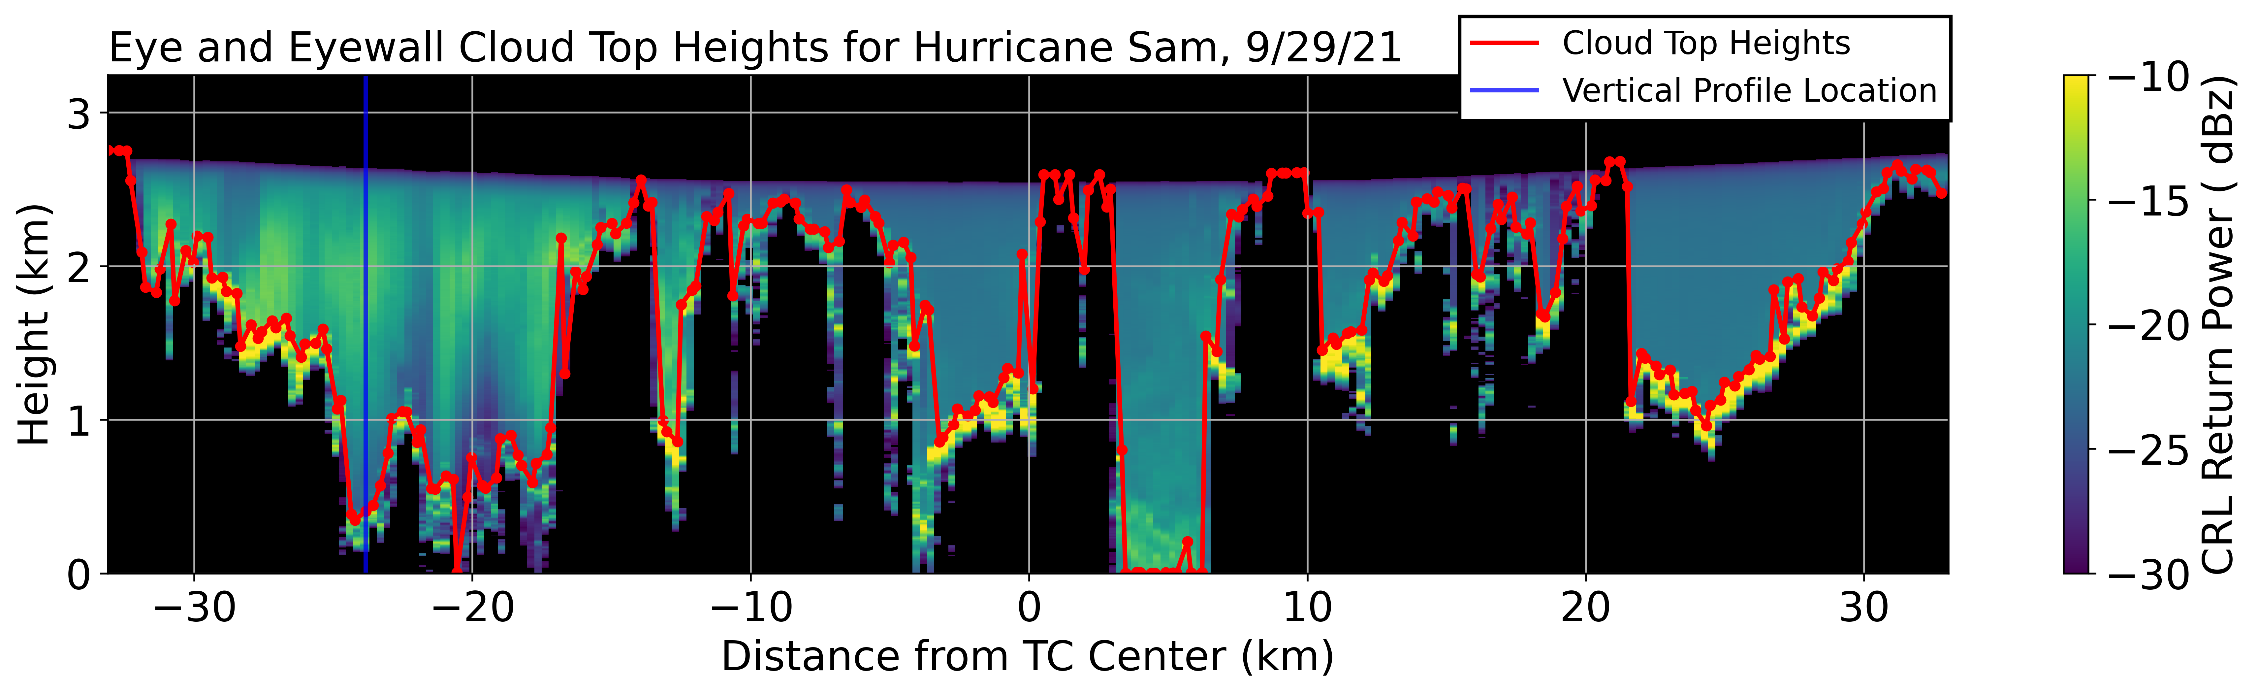 Eye and Eyewall Cloud Top Heights for Hurricane Sam, 9/29/21
Cloud Top Heights
Vertical Profile Location
Height (km)
3
2
1
0
−30
−20
−10
0
10
20
30
Distance from TC Center (km)
−10
−15
−20
−25
−30
CRL Return Power ( dBz)